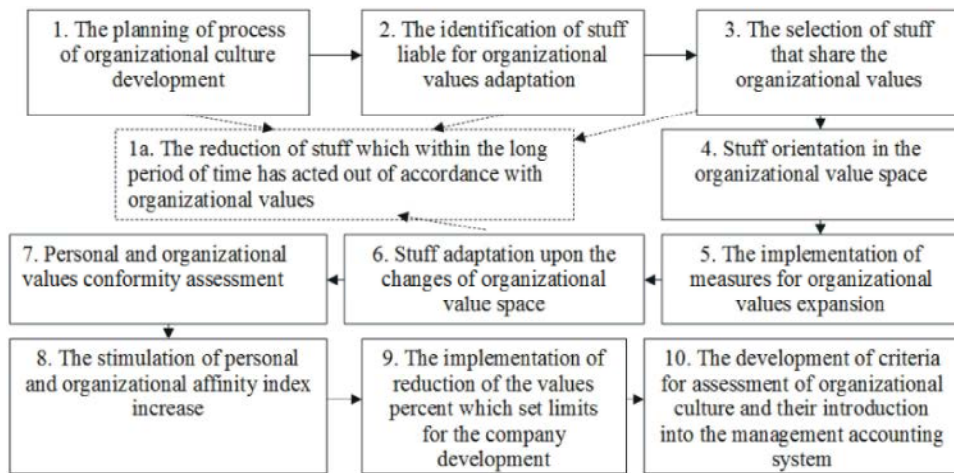 1. The planning of process
of organizational culture
development
2. The identification of stuff
liable for organizational
values adaptation
3. The selection of stuff
that share the
organizational values
1a. The reduction of stuff which within the long
period of time has acted out of accordance with
organizational values
4. Stuff orientation in the
organizational value space
7. Personal and organizational
values conformity assessment
6. Stuff adaptation upon the
changes of organizational
value space
5. The implementation of
measures for organizational
values expansion
8. The stimulation of personal
and organizational affinity index
increase
9. The implementation of
reduction of the values
percent which set limits
for the company
development
10. The development of criteria
for assessment of organizational
culture and their introduction
into the management accounting
system